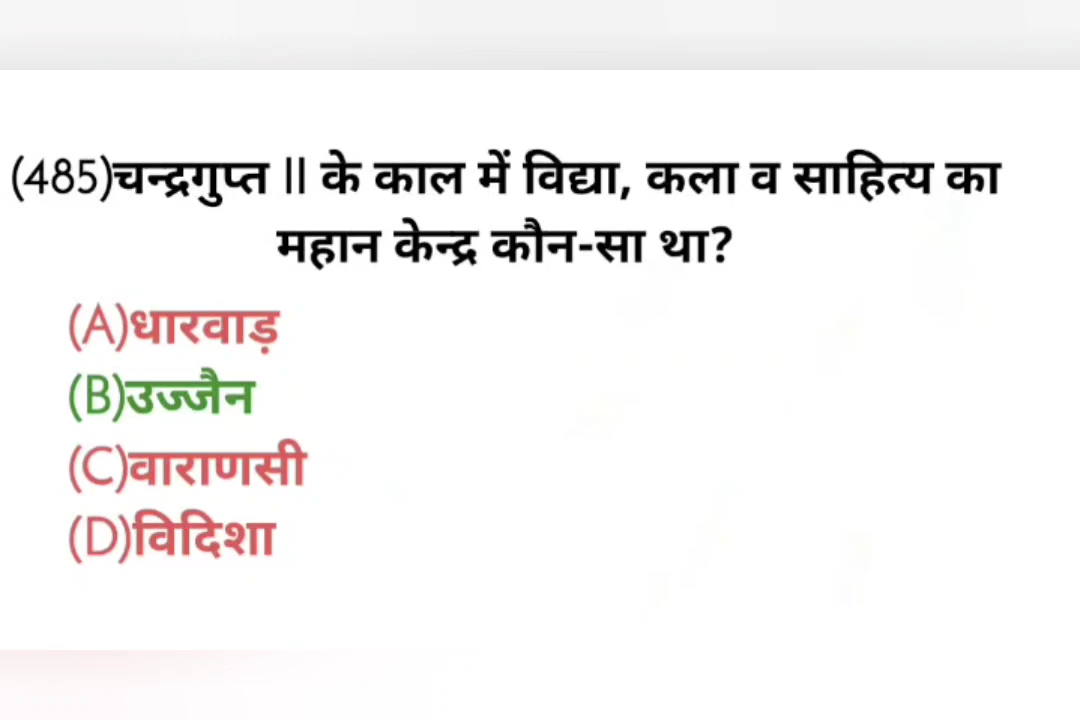 (485)चन्द्रगुप्त II के काल में विद्या, कला व साहित्य का
महान केन्द्र कौन-सा था?
(A)धारवाड़
(B)उज्जैन
(C)वाराणसी
(D)विदिशा